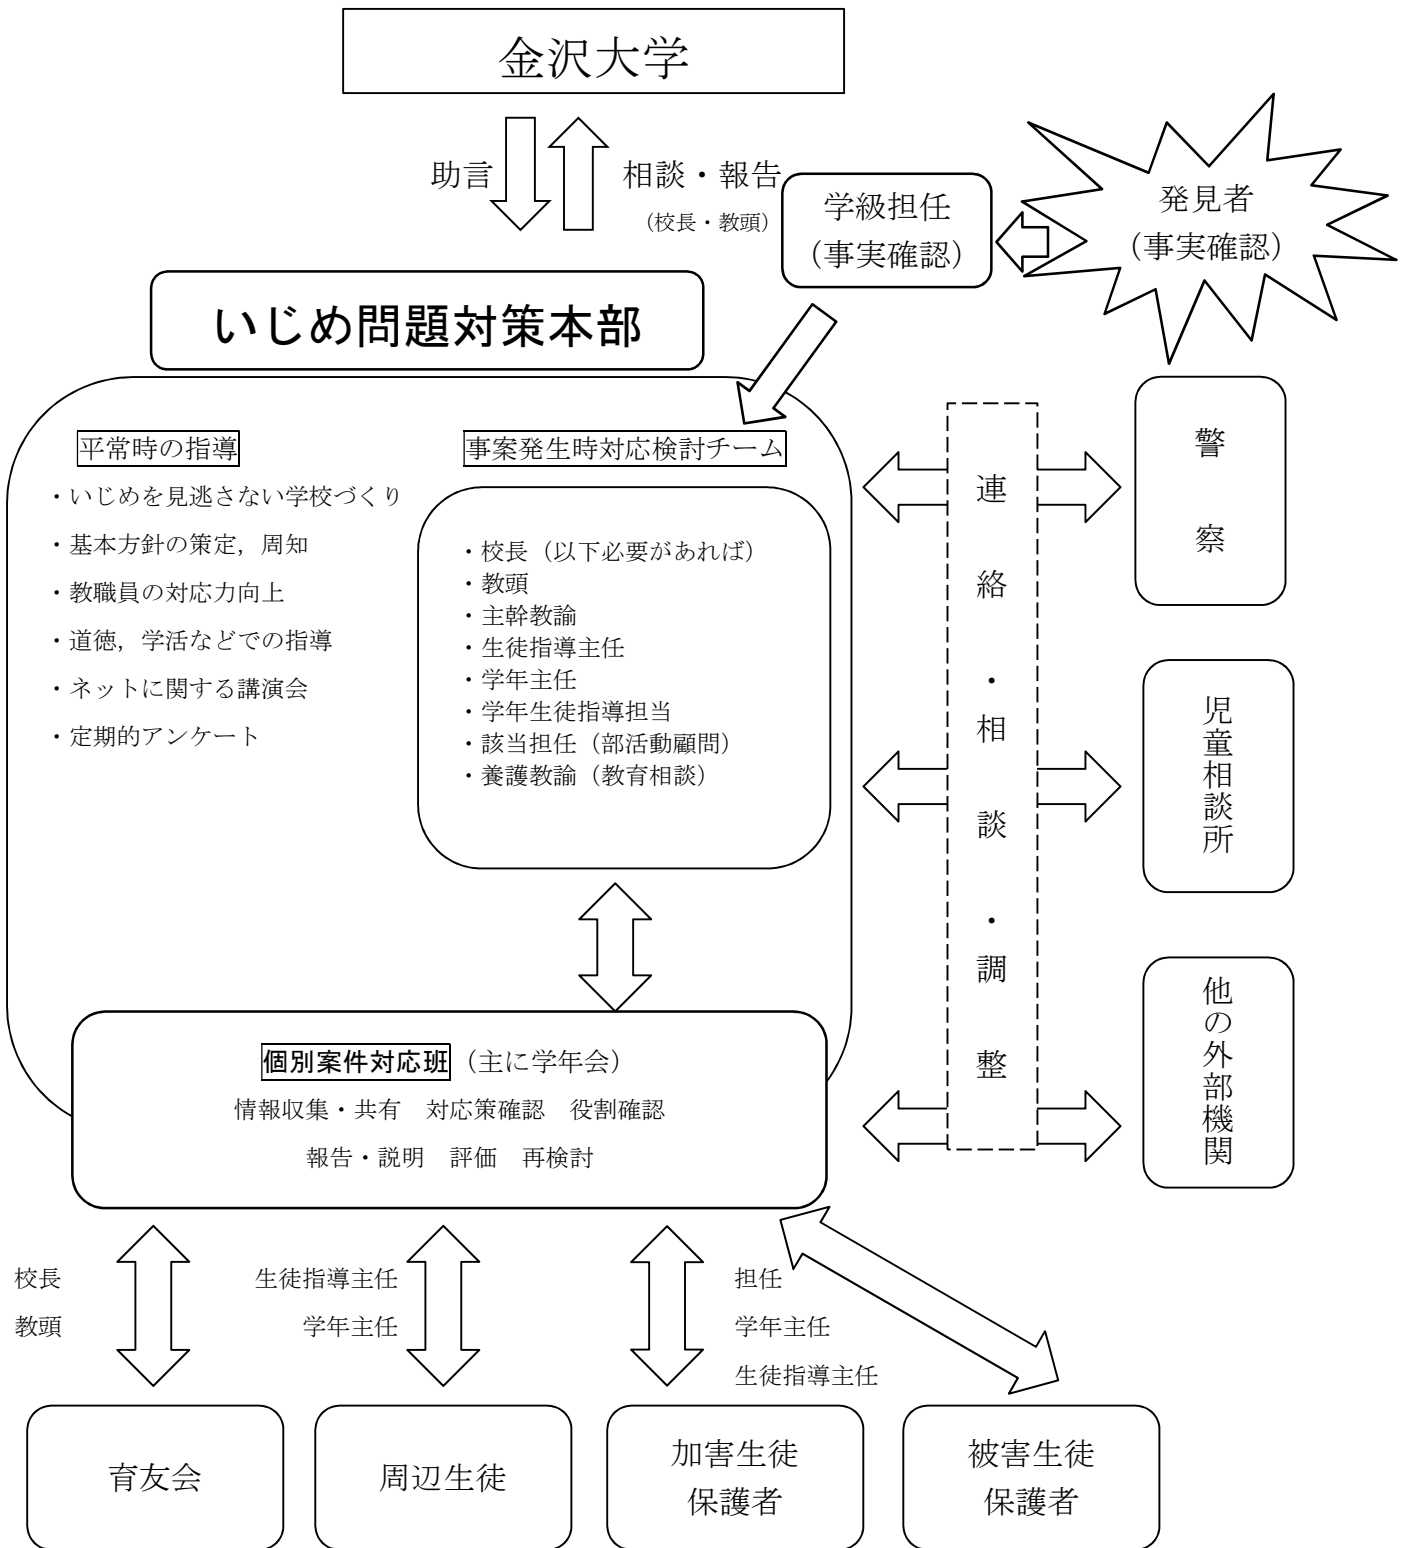 金沢大学
助言
相談・報告
（校長・教頭）
学級担任
（事実確認）
発見者
（事実確認）
いじめ問題対策本部
平常時の指導
・いじめを見逃さない学校づくり
・基本方針の策定，周知
・教職員の対応力向上
・道徳，学活などでの指導
・ネットに関する講演会
・定期的アンケート
事案発生時対応検討チーム
・校長（以下必要があれば）
・教頭
・主幹教諭
・生徒指導主任
・学年主任
・学年生徒指導担当
・該当担任（部活動顧問）
・養護教諭（教育相談）
連絡・相談・調整
警察
児童相談所
他の外部機関
個別案件対応班（主に学年会）
情報収集・共有　対応策確認　役割確認
報告・説明　評価　再検討
校長
教頭
生徒指導主任
学年主任
担任
学年主任
生徒指導主任
育友会
周辺生徒
加害生徒
保護者
被害生徒
保護者